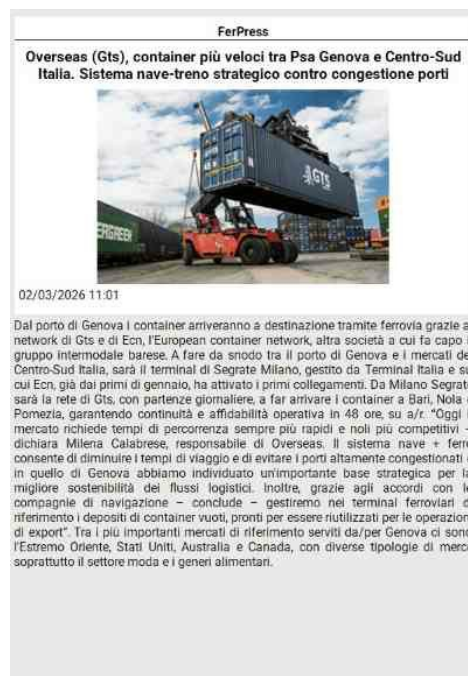 FerPress
Overseas (Gts), container più veloci tra Psa Genova e Centro-Sud
Italia. Sistema nave-treno strategico contro congestione porti
EVERGREEN
GTS
02/03/2026 11:01
Dal porto di Genova i container arriveranno a destinazione tramite ferrovia grazie al
network di Gts e di Ecn, l'European container network, altra società a cui fa capo il
gruppo intermodale barese. A fare da snodo tra il porto di Genova e i mercati del
Centro-Sud Italia, sarà il terminal di Segrate Milano, gestito da Terminal Italia e su
cui Ecn, già dai primi di gennaio, ha attivato i primi collegamenti. Da Milano Segrate
sarà la rete di Gts, con partenze giornaliere, a far arrivare i container a Bari, Nola
Pomezia, garantendo continuità e affidabilità operativa in 48 ore, su a/r. "Oggi
mercato richiede tempi di percorrenza sempre più rapidi e noli più competitivi -
dichiara Milena Calabrese, responsabile di Overseas. Il sistema nave + ferro
consente di diminuire i tempi di viaggio e di evitare i porti altamente congestionati
in quello di Genova abbiamo individuato un'importante base strategica per la
migliore sostenibilità dei flussi logistici. Inoltre, grazie agli accordi con le
compagnie di navigazione – conclude – gestiremo nei terminal ferroviari di
riferimento i depositi di container vuoti, pronti per essere riutilizzati per le operazioni
di export". Tra i più importanti mercati di riferimento serviti da/per Genova ci sono
l'Estremo Oriente, Stati Uniti, Australia e Canada, con diverse tipologie di merci
soprattutto il settore moda e i generi alimentari.